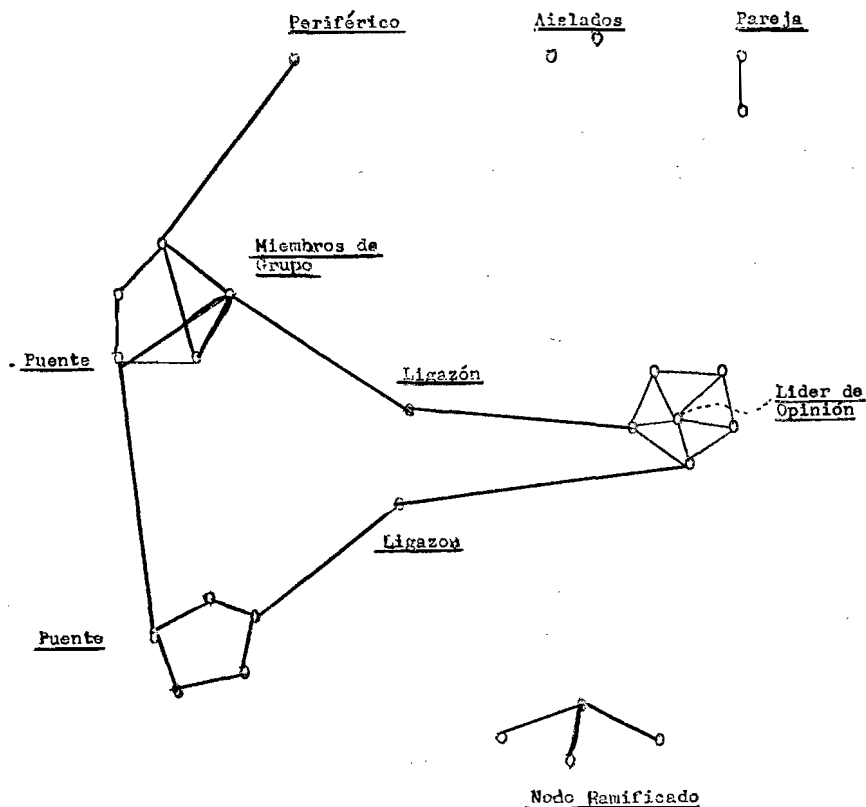 Periférico
Aislados
Pareja
Miembros de
Grupo
Puente
Ligazón
Lider de
Opinión
Ligazon
Puente
Nodo Ramificado